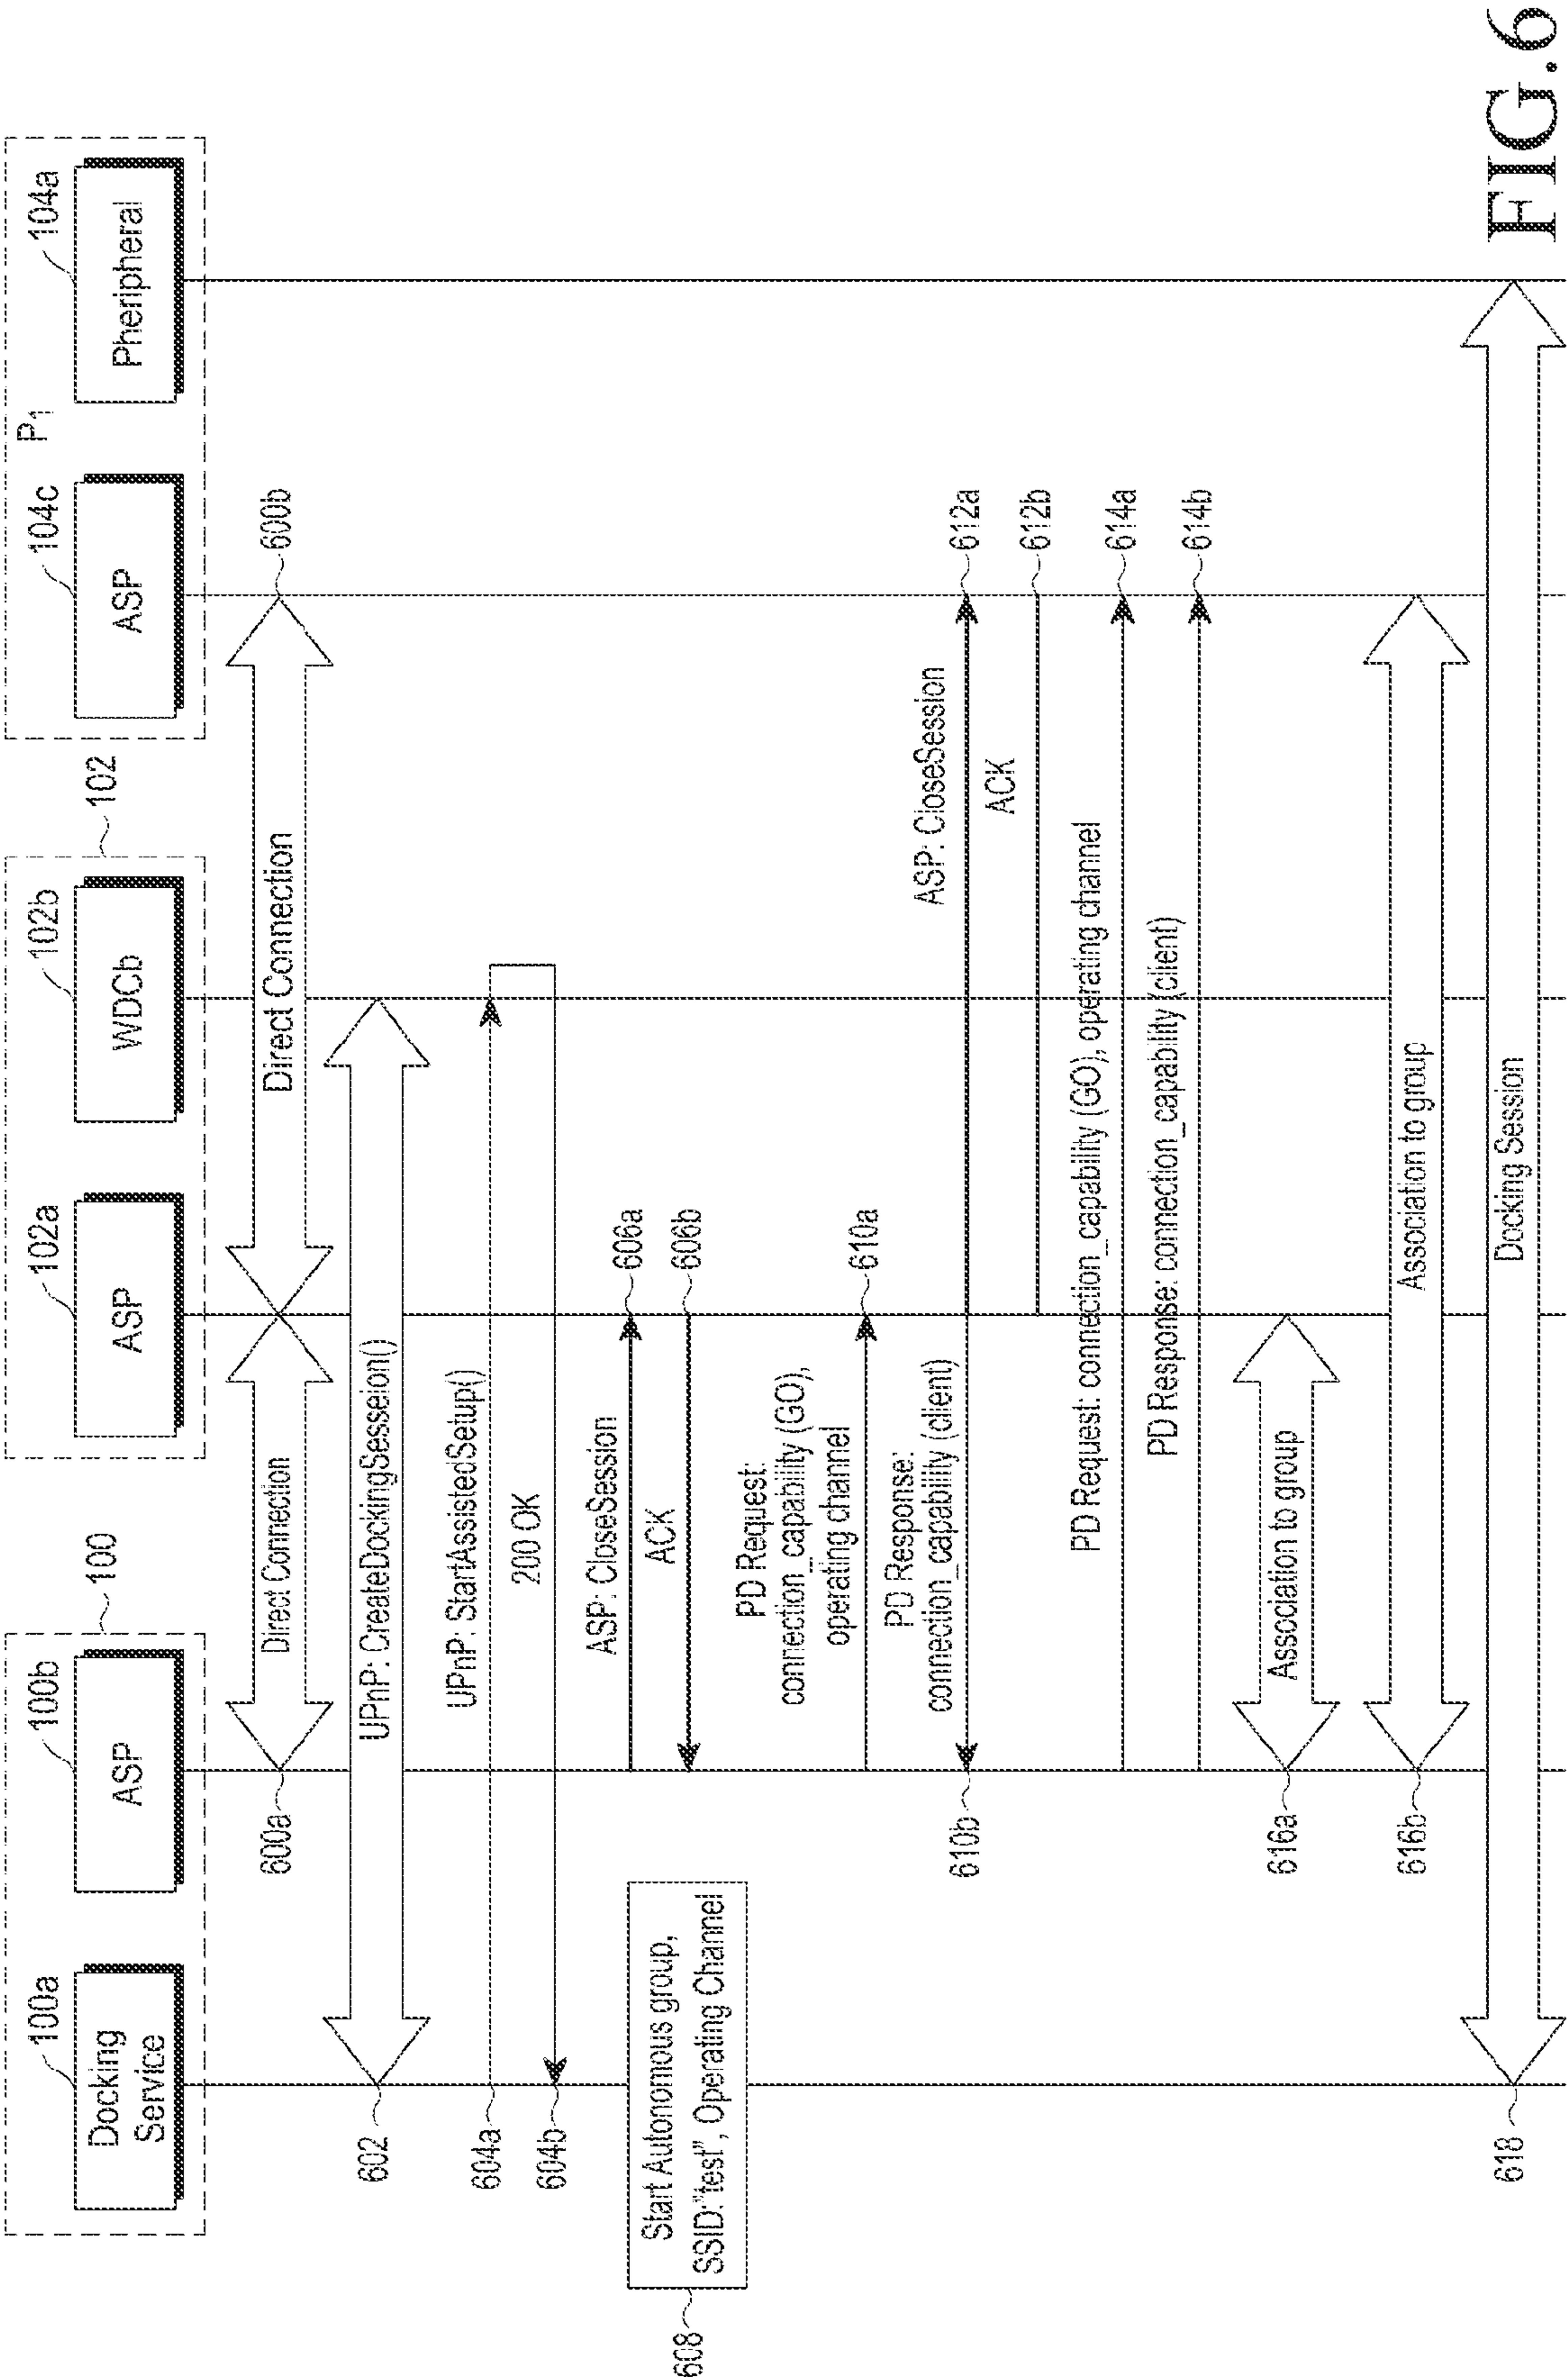 100
102
P1
100a
100b
102a
102b
104c
104a
Docking
Service
ASP
ASP
WDCb
ASP
Pheripheral
600a
Direct Connection
Direct Connection
600b
602
UPnP: CreateDockingSesseion()
604a
UPnP: StartAssistedSetup()
604b
200 OK
608
Start Autonomous group,
SSID:"test", Operating Channel
ASP: CloseSession
606a
ACK
606b
PD Request:
connection_capability (GO),
operating channel
610a
PD Response:
connection_capability (client)
610b
ASP: CloseSession
612a
ACK
612b
PD Request: connection_capability (GO), operating channel
614a
PD Response: connection_capability (client)
614b
616a
Association to group
616b
Association to group
618
Docking Session
FIG.6